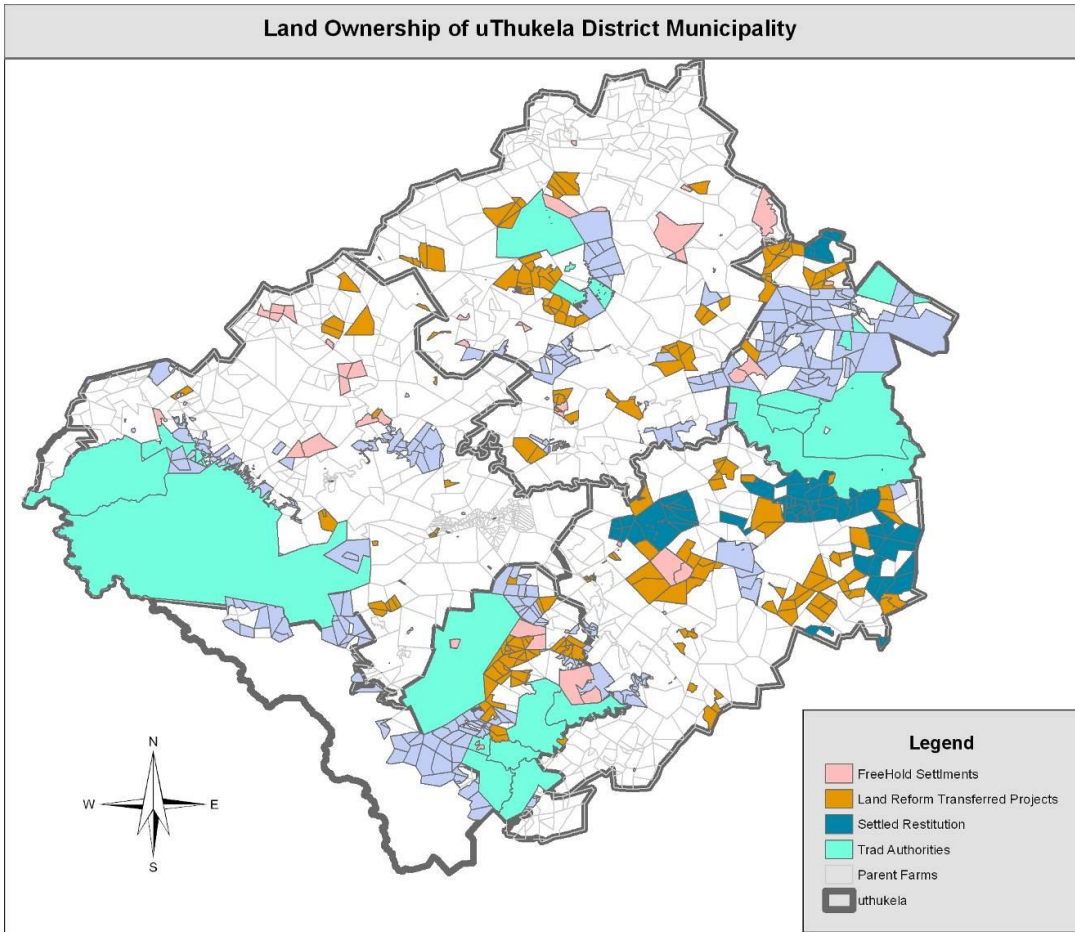 Land Ownership of uThukela District Municipality
N
W
E
S
Legend
FreeHold Settlments
Land Reform Transferred Projects
Settled Restitution
Trad Authorities
Parent Farms
uthukela